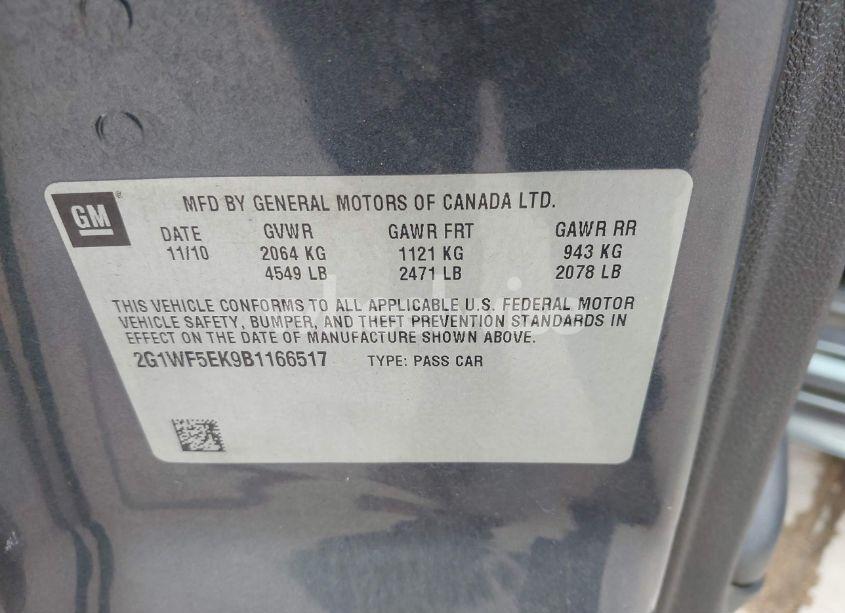 GM
MFD BY GENERAL MOTORS OF CANADA LTD.
DATE GVWR GAWR FRT GAWR RR
11/10 2064 KG 1121 KG 943 KG
4549 LB 2471 LB 2078 LB
THIS VEHICLE CONFORMS TO ALL APPLICABLE U.S. FEDERAL MOTOR
VEHICLE SAFETY, BUMPER, AND THEFT PREVENTION STANDARDS IN
EFFECT ON THE DATE OF MANUFACTURE SHOWN ABOVE.
2G1WF5EK9B1166517 TYPE: PASS CAR